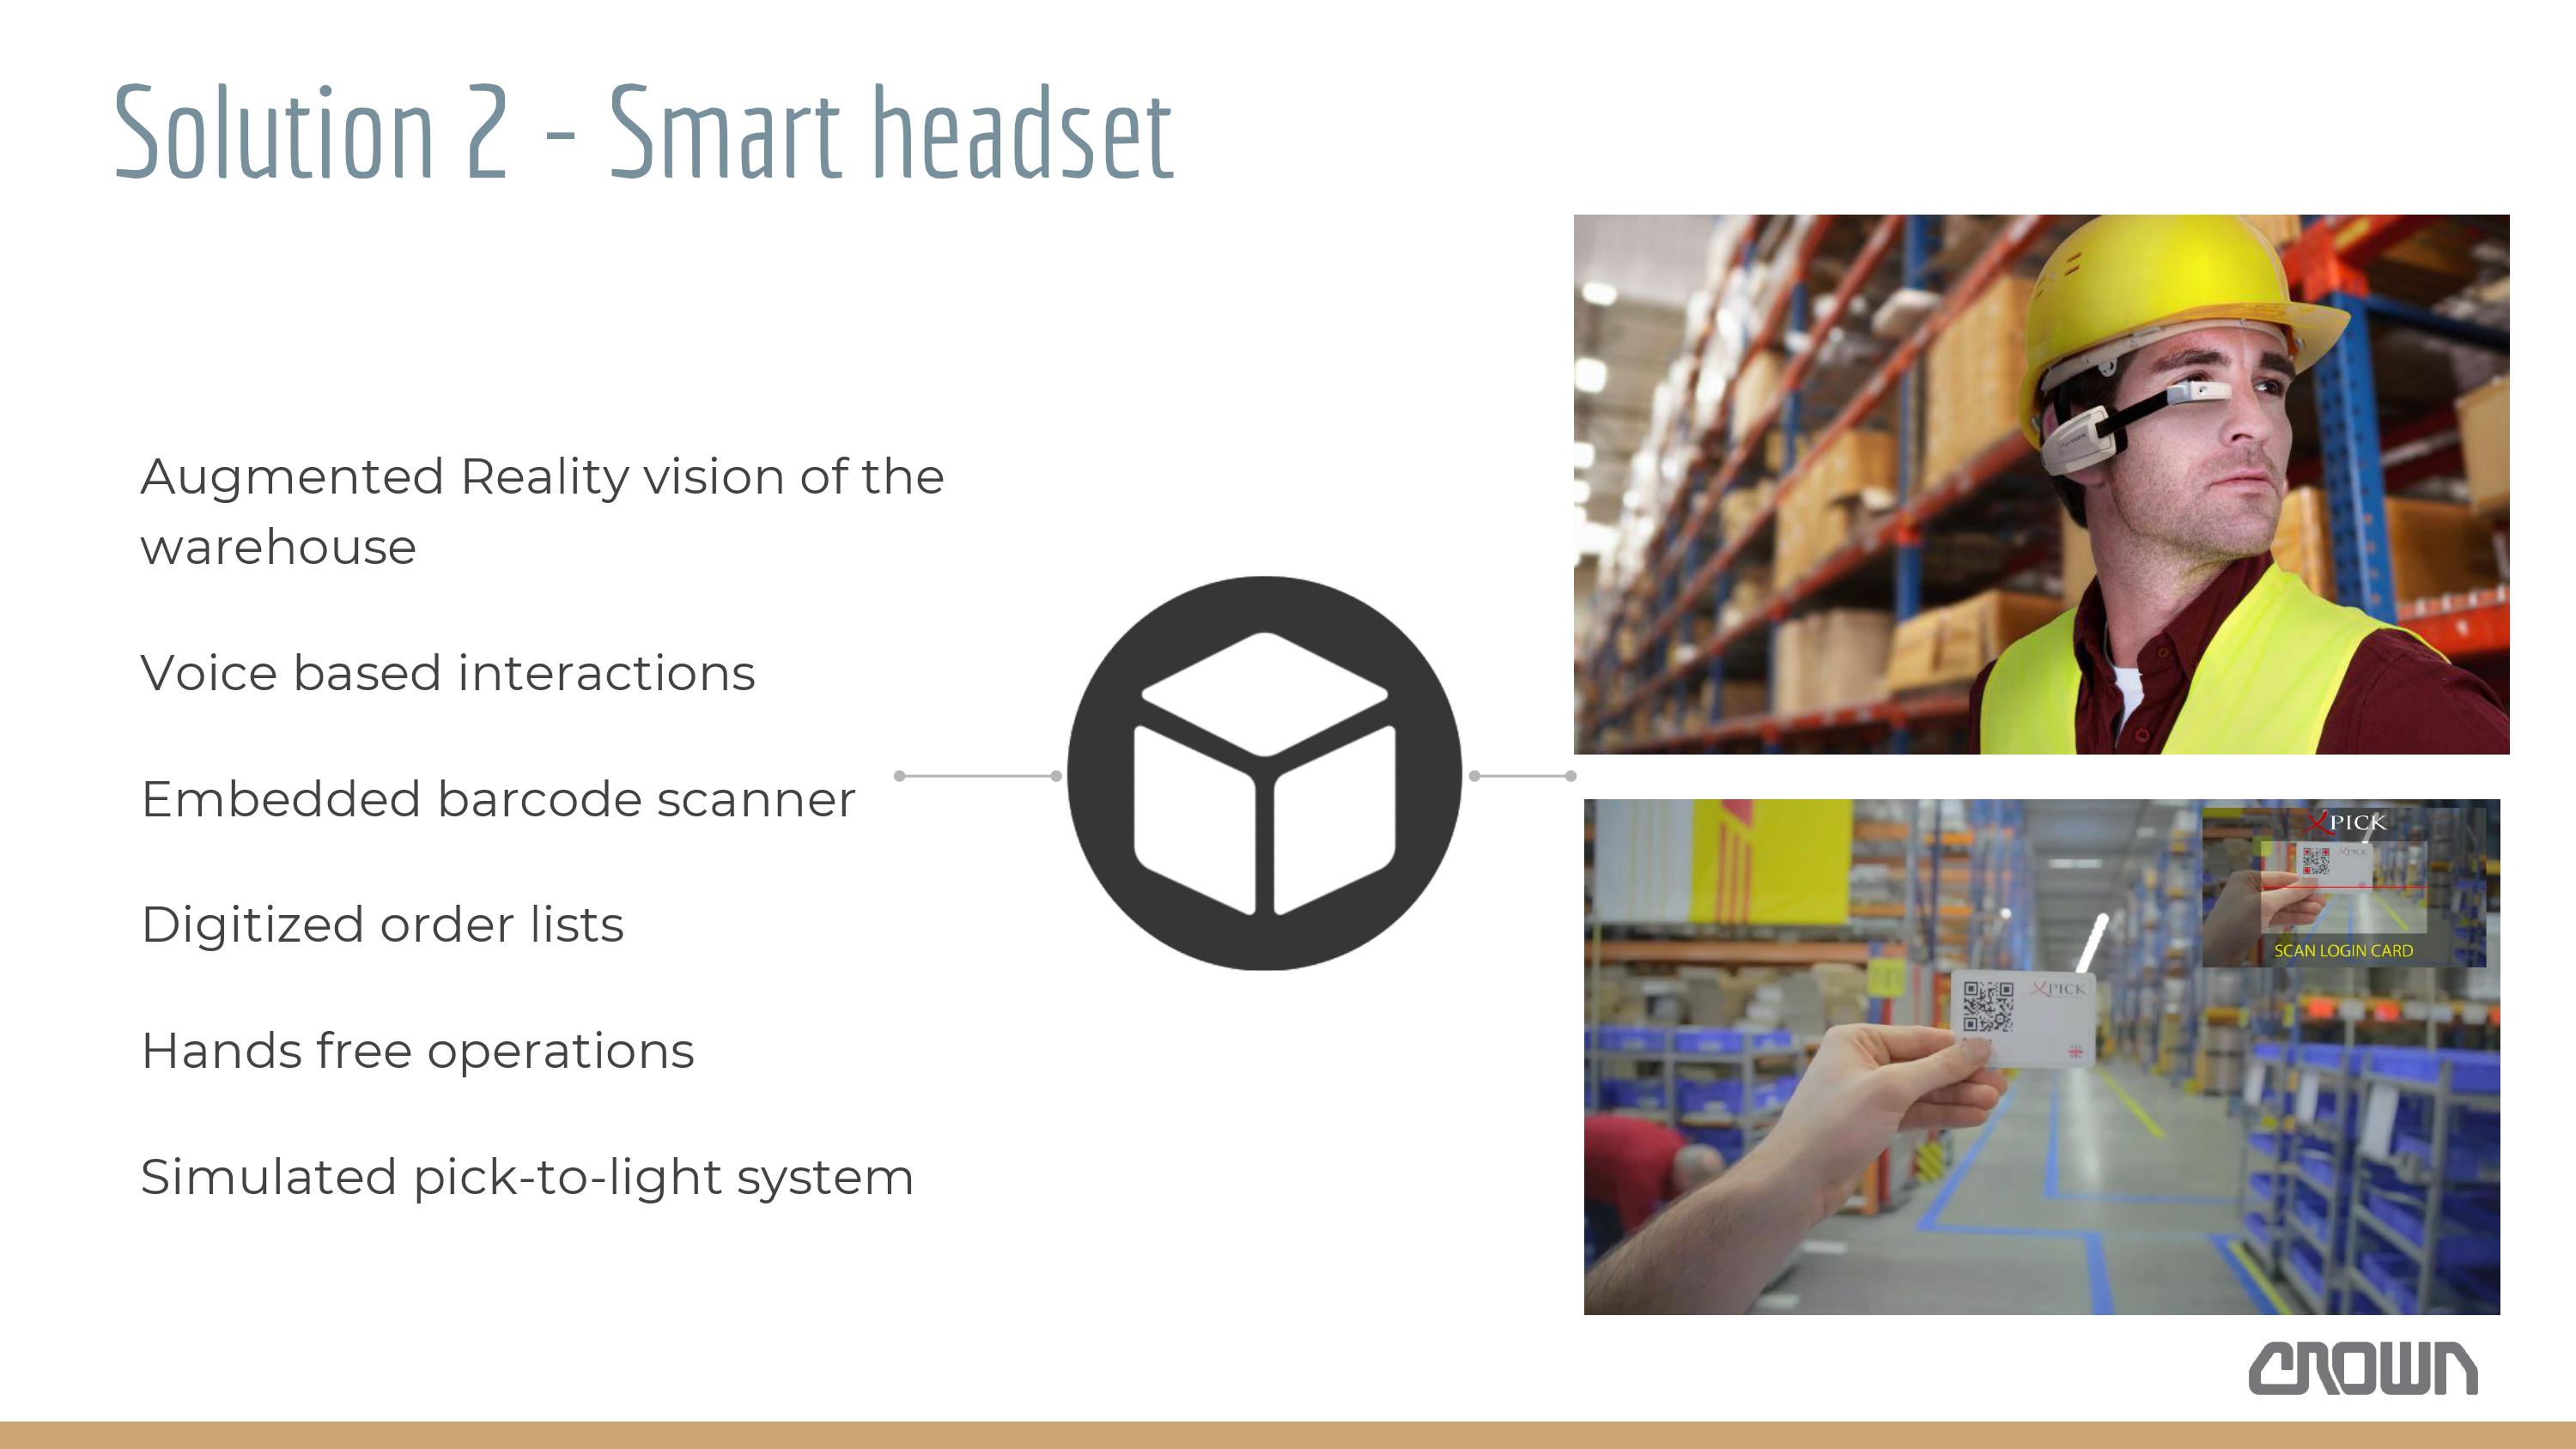 Solution 2 - Smart headset
Augmented Reality vision of the
warehouse
Voice based interactions
Embedded barcode scanner
Digitized order lists
Hands free operations
Simulated pick-to-light system
XPICK
XPICK
SCAN LOGIN CARD
XPICK
CROWN